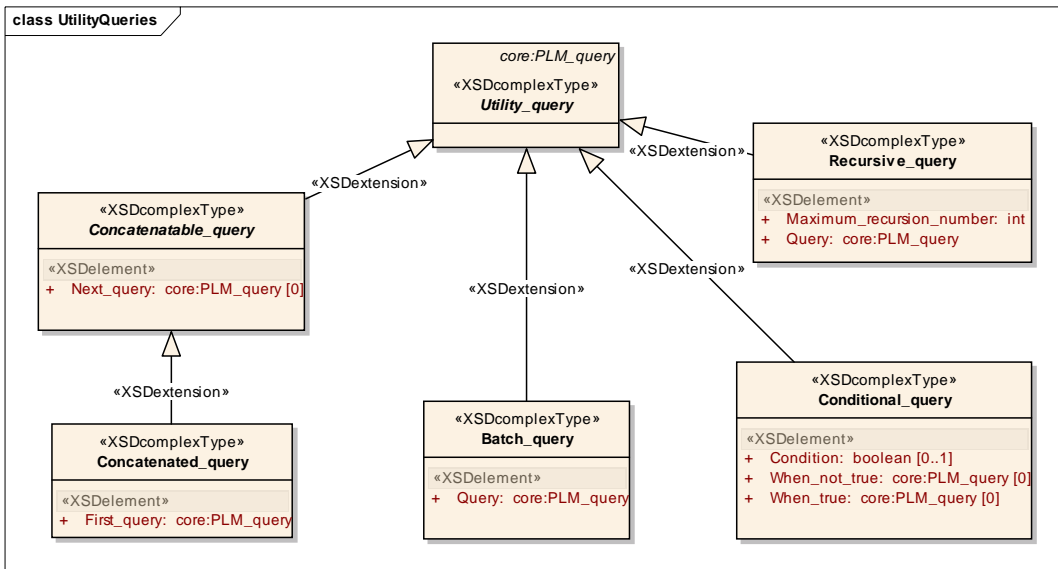 class UtilityQueries
core:PLM_query
«XSDcomplexType»
Utility_query
«XSDcomplexType»
Recursive_query
«XSDelement»
+ Maximum_recursion_number: int
+ Query: core:PLM_query
«XSDextension»
«XSDextension»
«XSDcomplexType»
Concatenatable_query
«XSDelement»
+ Next_query: core:PLM_query [0]
«XSDextension»
«XSDextension»
«XSDextension»
«XSDcomplexType»
Concatenated_query
«XSDelement»
+ First_query: core:PLM_query
«XSDcomplexType»
Batch_query
«XSDelement»
+ Query: core:PLM_query
«XSDcomplexType»
Conditional_query
«XSDelement»
+ Condition: boolean [0..1]
+ When_not_true: core:PLM_query [0]
+ When_true: core:PLM_query [0]